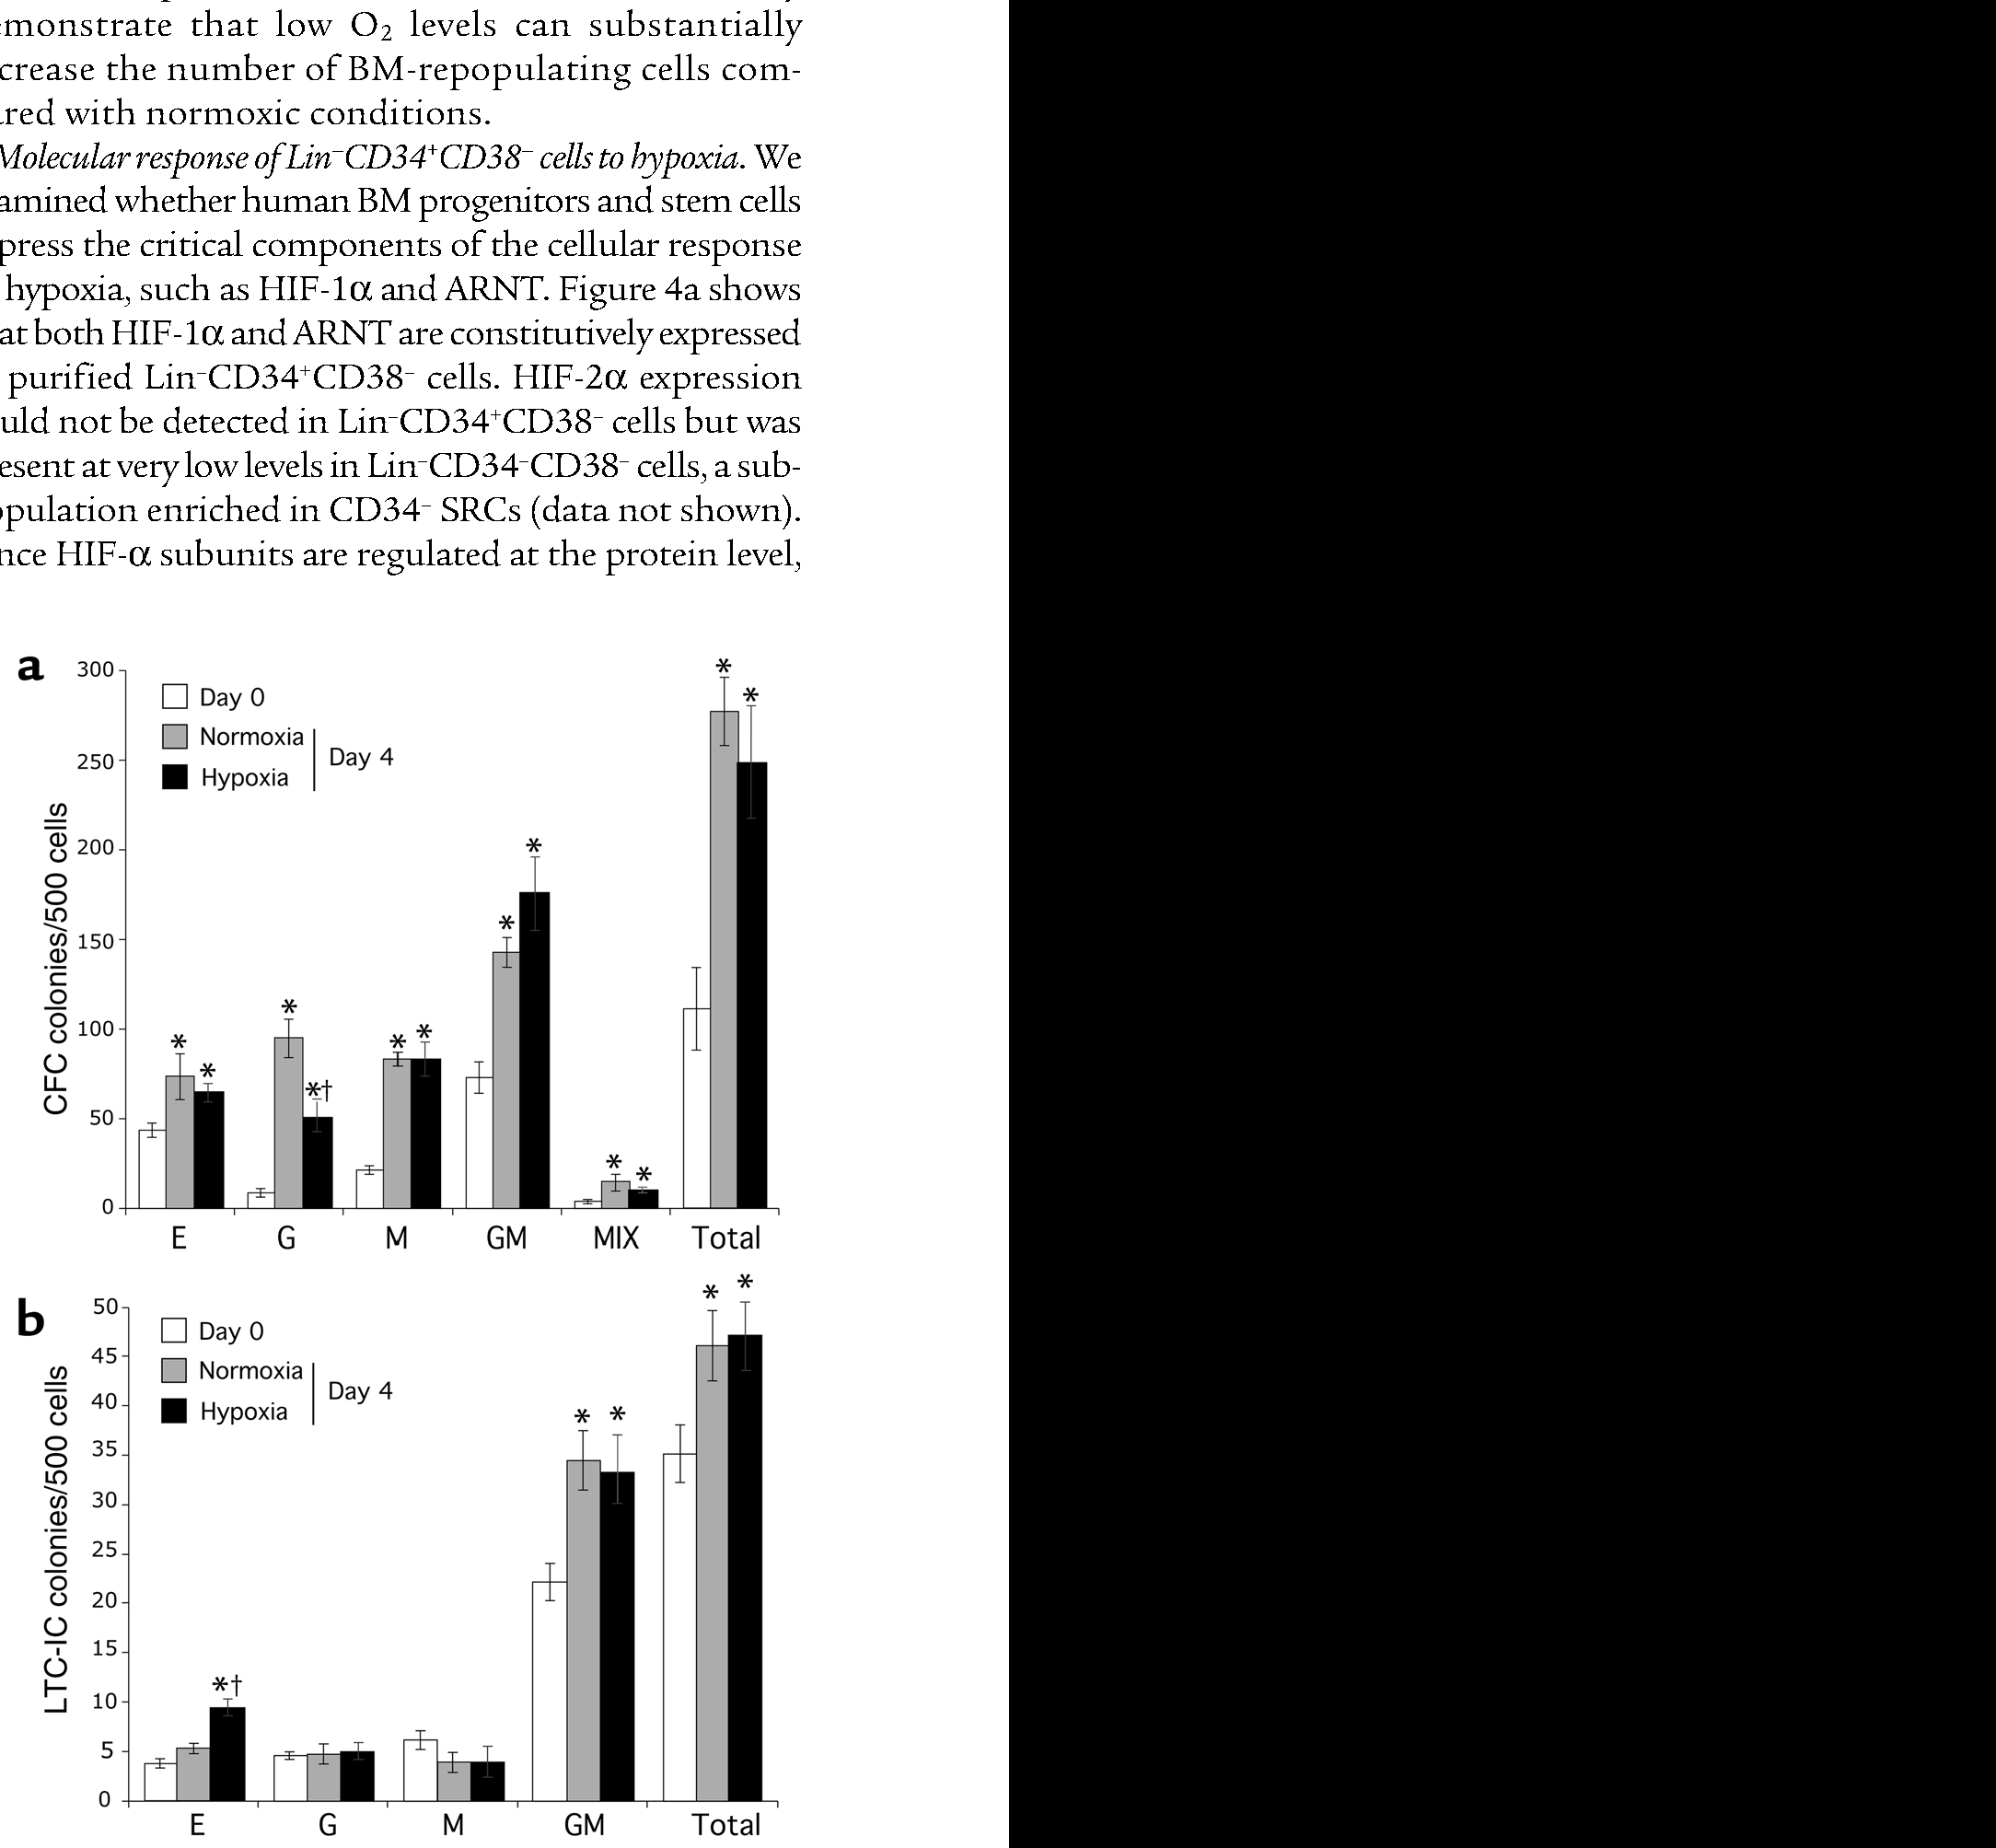 emonstrate that low O₂ levels can substantially
crease the number of BM-repopulating cells com-
ared with normoxic conditions.
Molecular response of Lin⁻CD34⁺CD38⁻ cells to hypoxia. We
amined whether human BM progenitors and stem cells
press the critical components of the cellular response
hypoxia, such as HIF-1α and ARNT. Figure 4a shows
at both HIF-1α and ARNT are constitutively expressed
purified Lin⁻CD34⁺CD38⁻ cells. HIF-2α expression
uld not be detected in Lin⁻CD34⁺CD38⁻ cells but was
esent at very low levels in Lin⁻CD34⁻CD38⁻ cells, a sub-
opulation enriched in CD34⁻ SRCs (data not shown).
nce HIF-α subunits are regulated at the protein level,
a
CFC colonies/500 cells
300
250
200
150
100
50
0
Day 0
Normoxia
Hypoxia
Day 4
* *
* *†
* *
* *
* *
* *
E G M GM MIX Total
b
LTC-IC colonies/500 cells
50
45
40
35
30
25
20
15
10
5
0
Day 0
Normoxia
Hypoxia
Day 4
*†
* *
* *
E G M GM Total